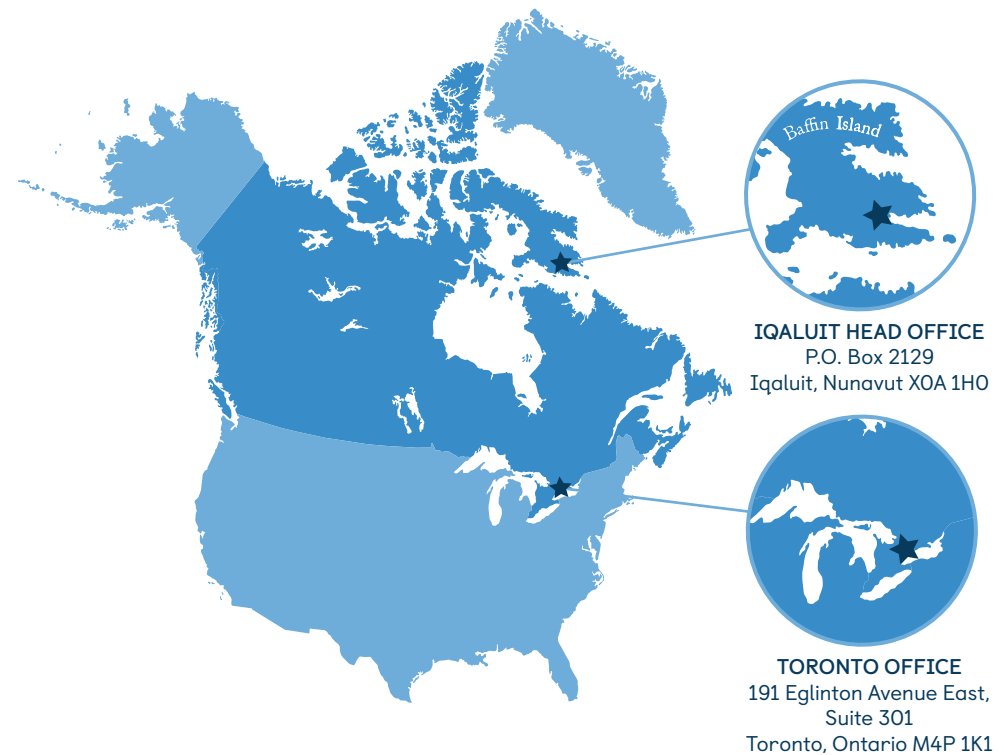 Baffin Island
IQALUIT HEAD OFFICE
P.O. Box 2129
Iqaluit, Nunavut X0A 1H0
TORONTO OFFICE
191 Eglinton Avenue East,
Suite 301
Toronto, Ontario M4P 1K1